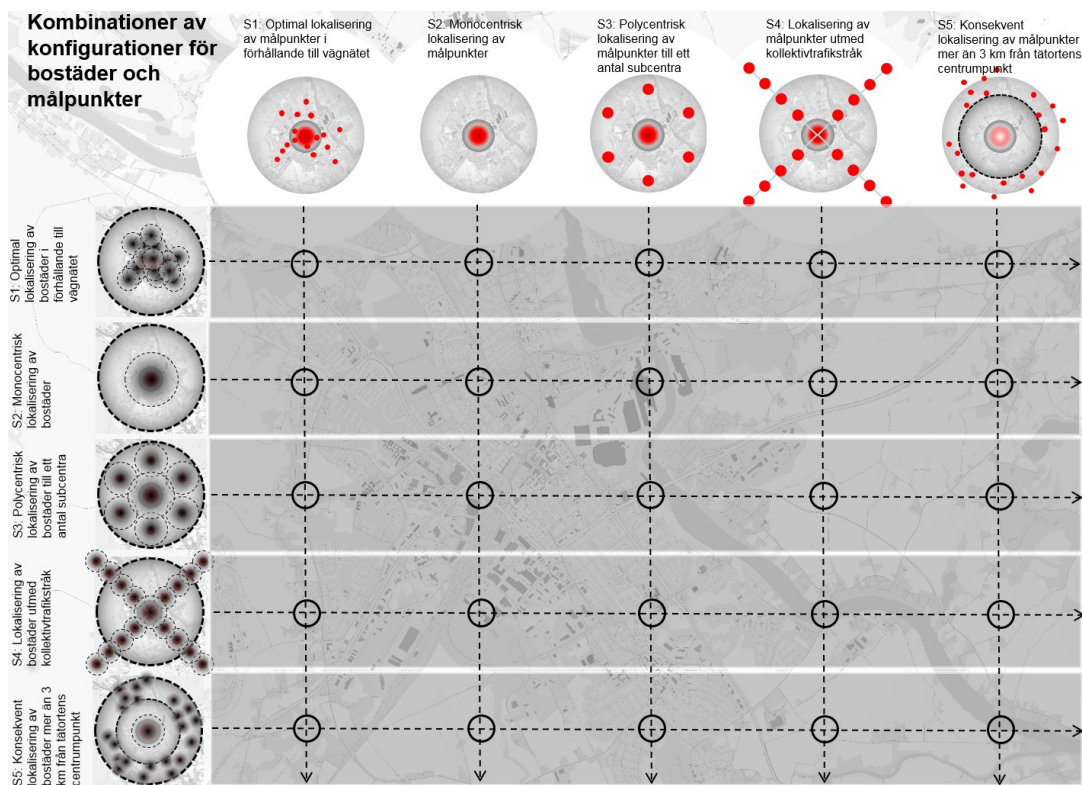 Kombinationer av
konfigurationer för
bostäder och
målpunkter
S1: Optimal lokalisering
av målpunkter i
förhållande till vägnätet
S2: Monocentrisk
lokalisering av
målpunkter
S3: Polycentrisk
lokalisering av
målpunkter till ett
antal subcentra
S4: Lokalisering av
målpunkter utmed
kollektivtrafikstråk
S5: Konsekvent
lokalisering av målpunkter
mer än 3 km från tätortens
centrumpunkt
S1: Optimal
lokalisering av
bostäder i
förhållande till
vägnätet
S2: Monocentrisk
lokalisering av
bostäder
S3: Polycentrisk
lokalisering av
bostäder till ett
antal subcentra
S4: Lokalisering av
bostäder utmed
kollektivtrafikstråk
S5: Konsekvent
lokalisering av
bostäder mer än 3
km från tätortens
centrumpunkt